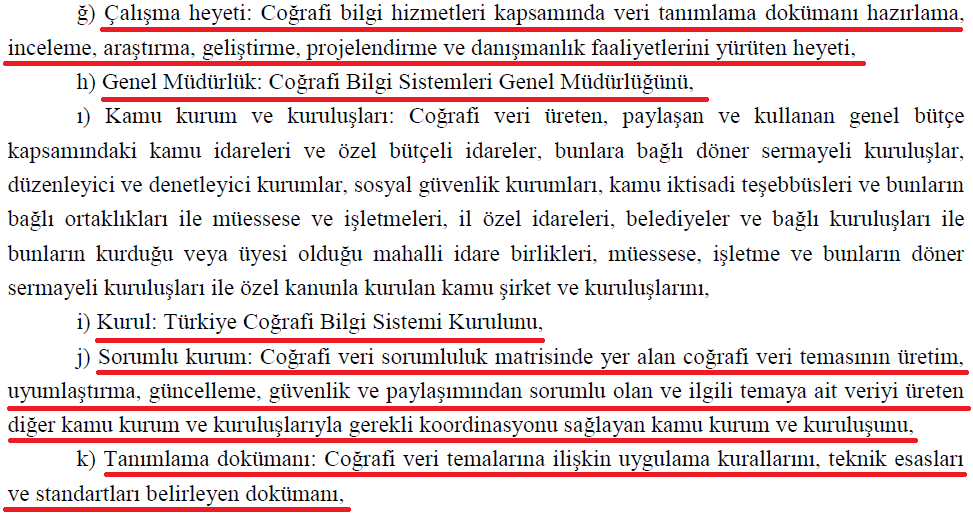 ğ) Çalışma heyeti: Coğrafi bilgi hizmetleri kapsamında veri tanımlama dokümanı hazırlama,
inceleme, araştırma, geliştirme, projelendirme ve danışmanlık faaliyetlerini yürüten heyeti,
h) Genel Müdürlük: Coğrafi Bilgi Sistemleri Genel Müdürlüğünü,
ı) Kamu kurum ve kuruluşları: Coğrafi veri üreten, paylaşan ve kullanan genel bütçe
kapsamındaki kamu idareleri ve özel bütçeli idareler, bunlara bağlı döner sermayeli kuruluşlar,
düzenleyici ve denetleyici kurumlar, sosyal güvenlik kurumları, kamu iktisadi teşebbüsleri ve bunların
bağlı ortaklıkları ile müessese ve işletmeleri, il özel idareleri, belediyeler ve bağlı kuruluşları ile
bunların kurduğu veya üyesi olduğu mahalli idare birlikleri, müessese, işletme ve bunların döner
sermayeli kuruluşları ile özel kanunla kurulan kamu şirket ve kuruluşlarını,
i) Kurul: Türkiye Coğrafi Bilgi Sistemi Kurulunu,
j) Sorumlu kurum: Coğrafi veri sorumluluk matrisinde yer alan coğrafi veri temasının üretim,
uyumlaştırma, güncelleme, güvenlik ve paylaşımından sorumlu olan ve ilgili temaya ait veriyi üreten
diğer kamu kurum ve kuruluşlarıyla gerekli koordinasyonu sağlayan kamu kurum ve kuruluşunu,
k) Tanımlama dokümanı: Coğrafi veri temalarına ilişkin uygulama kurallarını, teknik esasları
ve standartları belirleyen dokümanı,